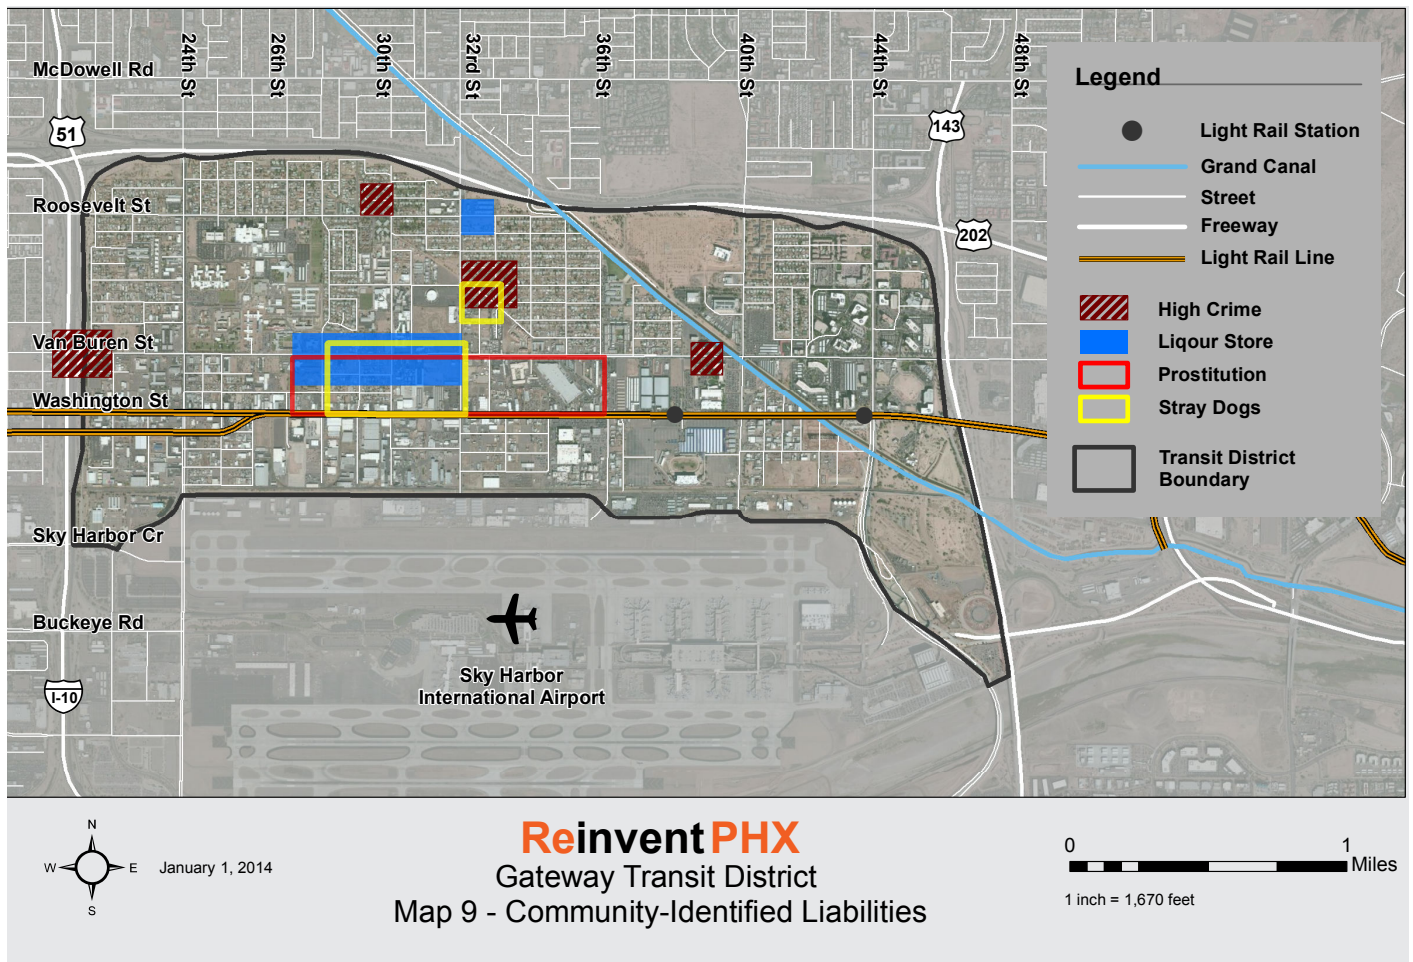 24th St
26th St
30th St
32rd St
36th St
40th St
44th St
48th St
McDowell Rd
51
143
Roosevelt St
202
Van Buren St
Washington St
Sky Harbor Cr
Buckeye Rd
I-10
Sky Harbor
International Airport
Legend
Light Rail Station
Grand Canal
Street
Freeway
Light Rail Line
High Crime
Liqour Store
Prostitution
Stray Dogs
Transit District
Boundary
N
W
E
S
January 1, 2014
ReinventPHX
Gateway Transit District
Map 9 - Community-Identified Liabilities
0
1
Miles
1 inch = 1,670 feet